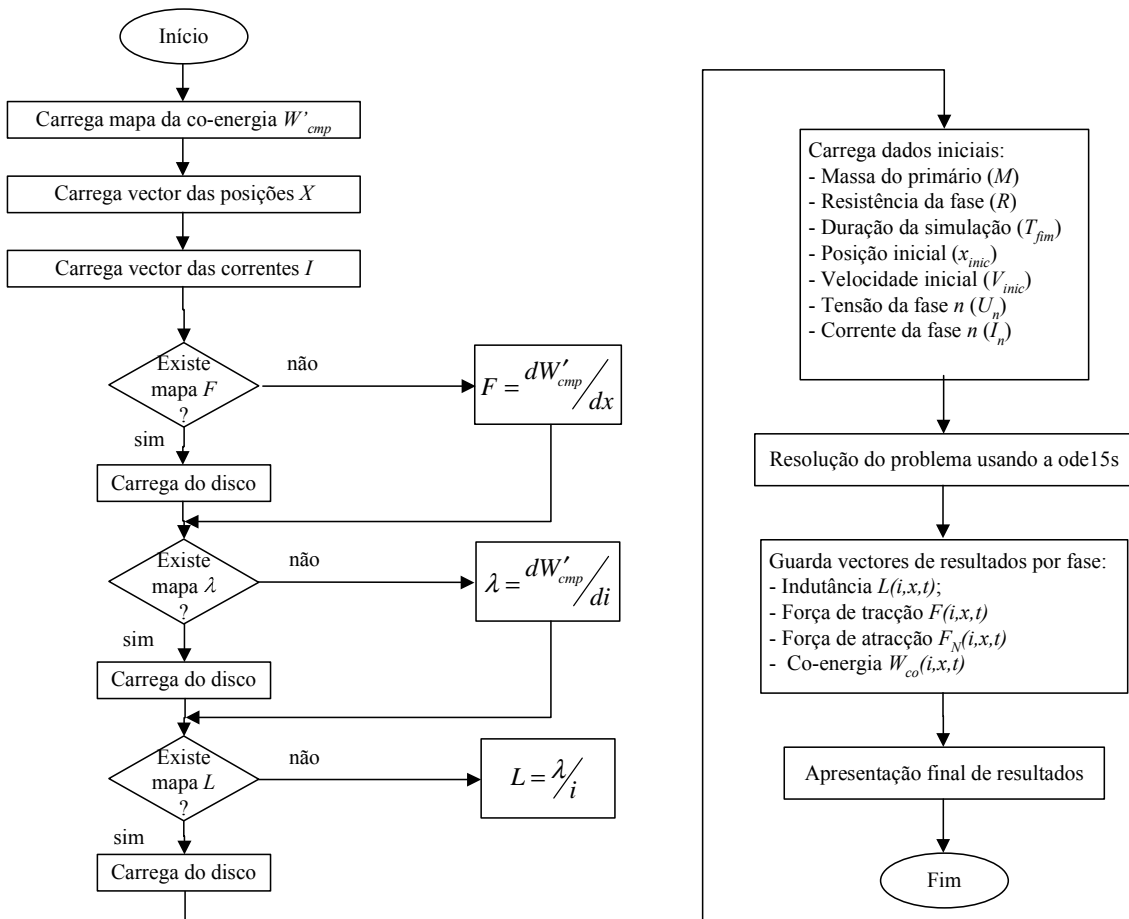 Início
Carrega mapa da co-energia W'cmp
Carrega vector das posições X
Carrega vector das correntes I
Existe
mapa F
?
não
F = dW′cmp/dx
sim
Carrega do disco
Existe
mapa λ
?
não
λ = dW′cmp/di
sim
Carrega do disco
Existe
mapa L
?
não
L = λ/i
sim
Carrega do disco
Carrega dados iniciais:
- Massa do primário (M)
- Resistência da fase (R)
- Duração da simulação (Tfim)
- Posição inicial (xinic)
- Velocidade inicial (Vinic)
- Tensão da fase n (Un)
- Corrente da fase n (In)
Resolução do problema usando a ode15s
Guarda vectores de resultados por fase:
- Indutância L(i,x,t);
- Força de tracção F(i,x,t)
- Força de atracção FN(i,x,t)
- Co-energia Wco(i,x,t)
Apresentação final de resultados
Fim